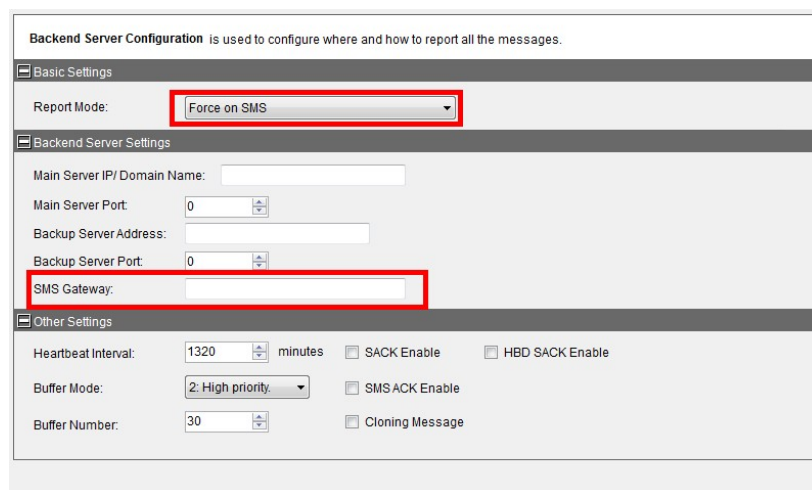 Backend Server Configuration is used to configure where and how to report all the messages.
Basic Settings
Report Mode: Force on SMS
Backend Server Settings
Main Server IP/ Domain Name:
Main Server Port: 0
Backup Server Address:
Backup Server Port: 0
SMS Gateway:
Other Settings
Heartbeat Interval: 1320 minutes SACK Enable HBD SACK Enable
Buffer Mode: 2: High priority. SMS ACK Enable
Buffer Number: 30 Cloning Message